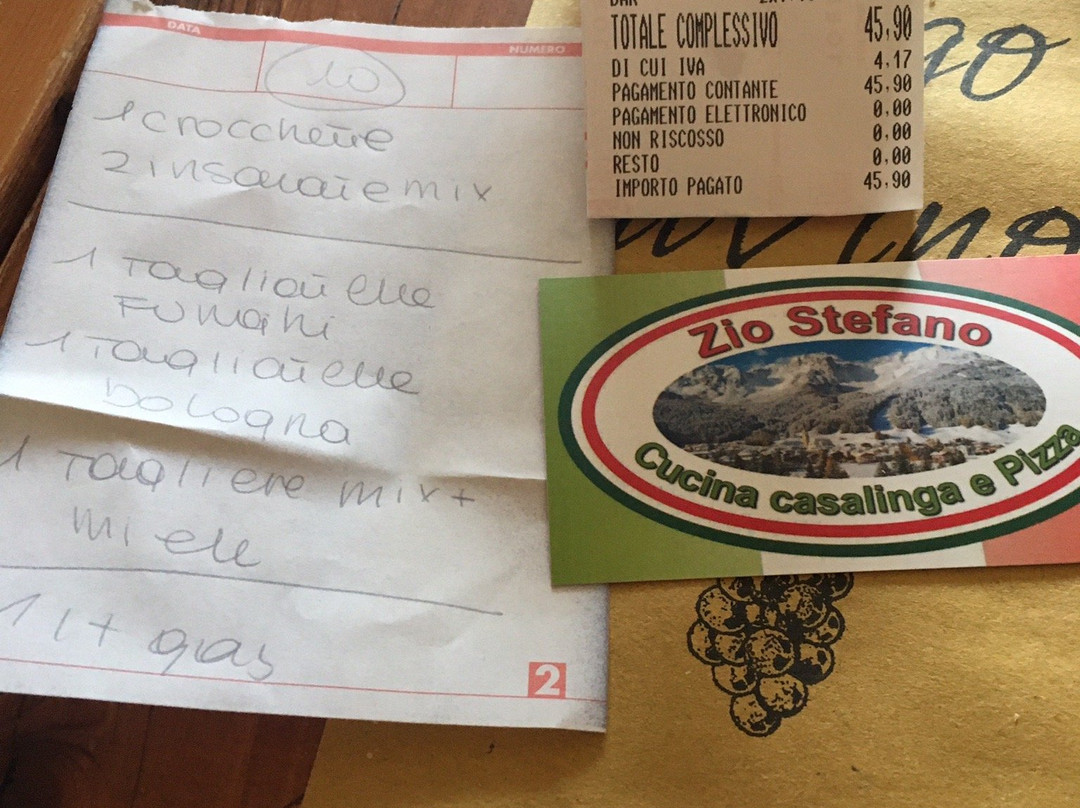 DATA
NUMERO
10
1 crocchette
2 insalate mix
1 Tagliatelle
Fumani
1 Tagliatelle
bologna
1 Tagliere mix +
miele
1 lt gas
2
TOTALE COMPLESSIVO 45,90
DI CUI IVA 4,17
PAGAMENTO CONTANTE 45,90
PAGAMENTO ELETTRONICO 0,00
NON RISCOSSO 0,00
RESTO 0,00
IMPORTO PAGATO 45,90
Zio Stefano
Cucina casalinga e Pizza